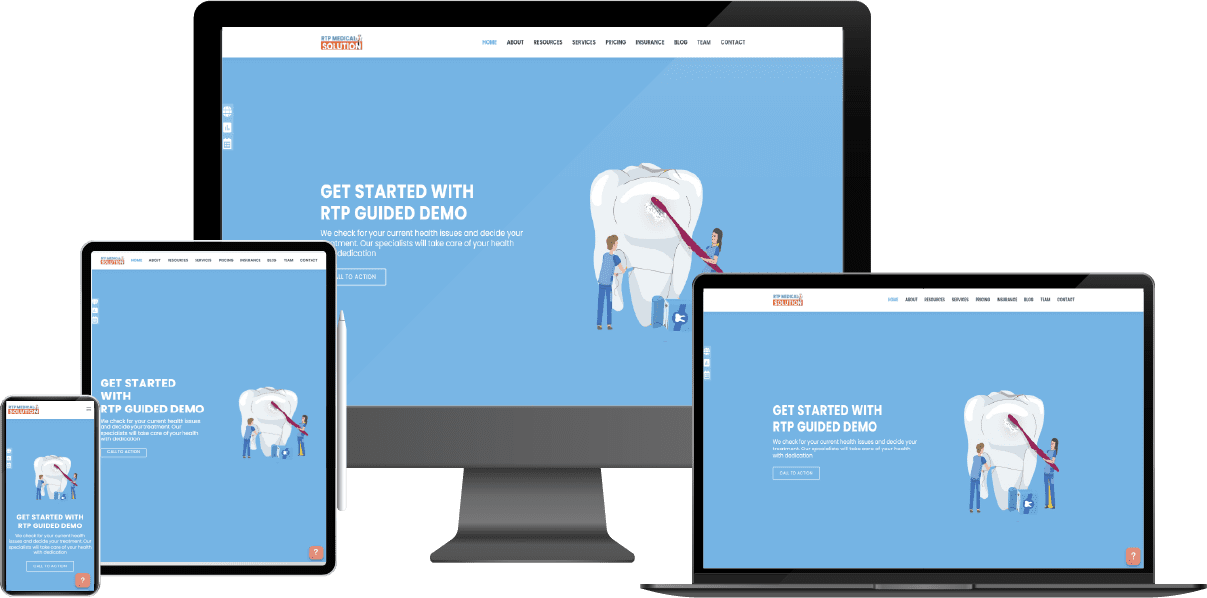 RTP MEDICAL
SOLUTION
HOME ABOUT RESOURCES SERVICES PRICING INSURANCE BLOG TEAM CONTACT
GET STARTED WITH
RTP GUIDED DEMO
We check for your current health issues and decide your
treatment. Our specialists will take care of your health
dedication
CALL TO ACTION
RTP MEDICAL
SOLUTION
HOME ABOUT RESOURCES SERVICES PRICING INSURANCE BLOG TEAM CONTACT
GET STARTED
WITH
RTP GUIDED DEMO
We check for your current health issues
and decide your treatment. Our
specialists will take care of your health
with dedication
CALL TO ACTION
?
RTP MEDICAL
SOLUTION
GET STARTED WITH
RTP GUIDED DEMO
We check for your current health
issues and decide your treatment. Our
specialists will take care of your health
with dedication
CALL TO ACTION
?
RTP MEDICAL
SOLUTION
HOME ABOUT RESOURCES SERVICES PRICING INSURANCE BLOG TEAM CONTACT
GET STARTED WITH
RTP GUIDED DEMO
We check for your current health issues and decide your
treatment. Our specialists will take care of your health
with dedication
CALL TO ACTION
?